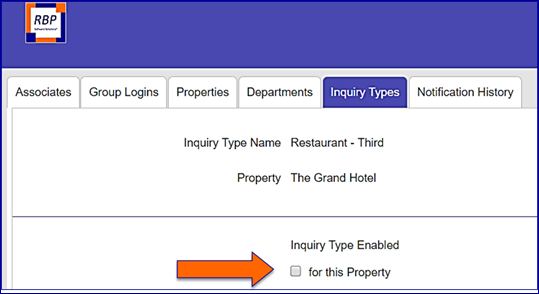 RBP
Associates
Group Logins
Properties
Departments
Inquiry Types
Notification History
Inquiry Type Name Restaurant - Third
Property The Grand Hotel
Inquiry Type Enabled
for this Property